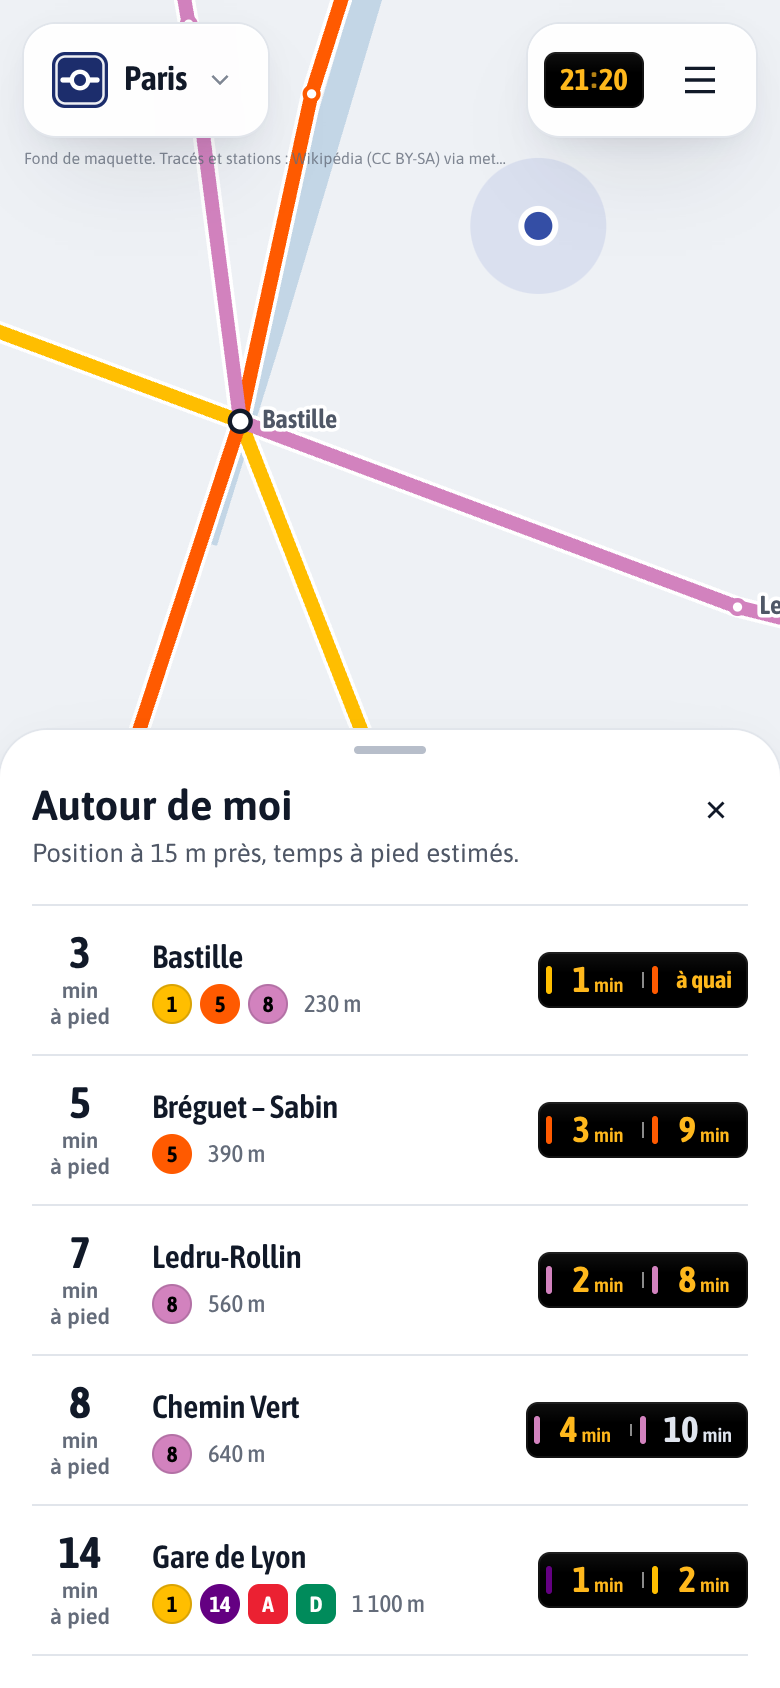 Paris
21:20
Fond de maquette. Tracés et stations : Wikipédia (CC BY-SA) via met...
Bastille
Le
Autour de moi
Position à 15 m près, temps à pied estimés.
3 min à pied
Bastille
1 5 8 230 m
1 min à quai
5 min à pied
Bréguet – Sabin
5 390 m
3 min 9 min
7 min à pied
Ledru-Rollin
8 560 m
2 min 8 min
8 min à pied
Chemin Vert
8 640 m
4 min 10 min
14 min à pied
Gare de Lyon
1 14 A D 1 100 m
1 min 2 min